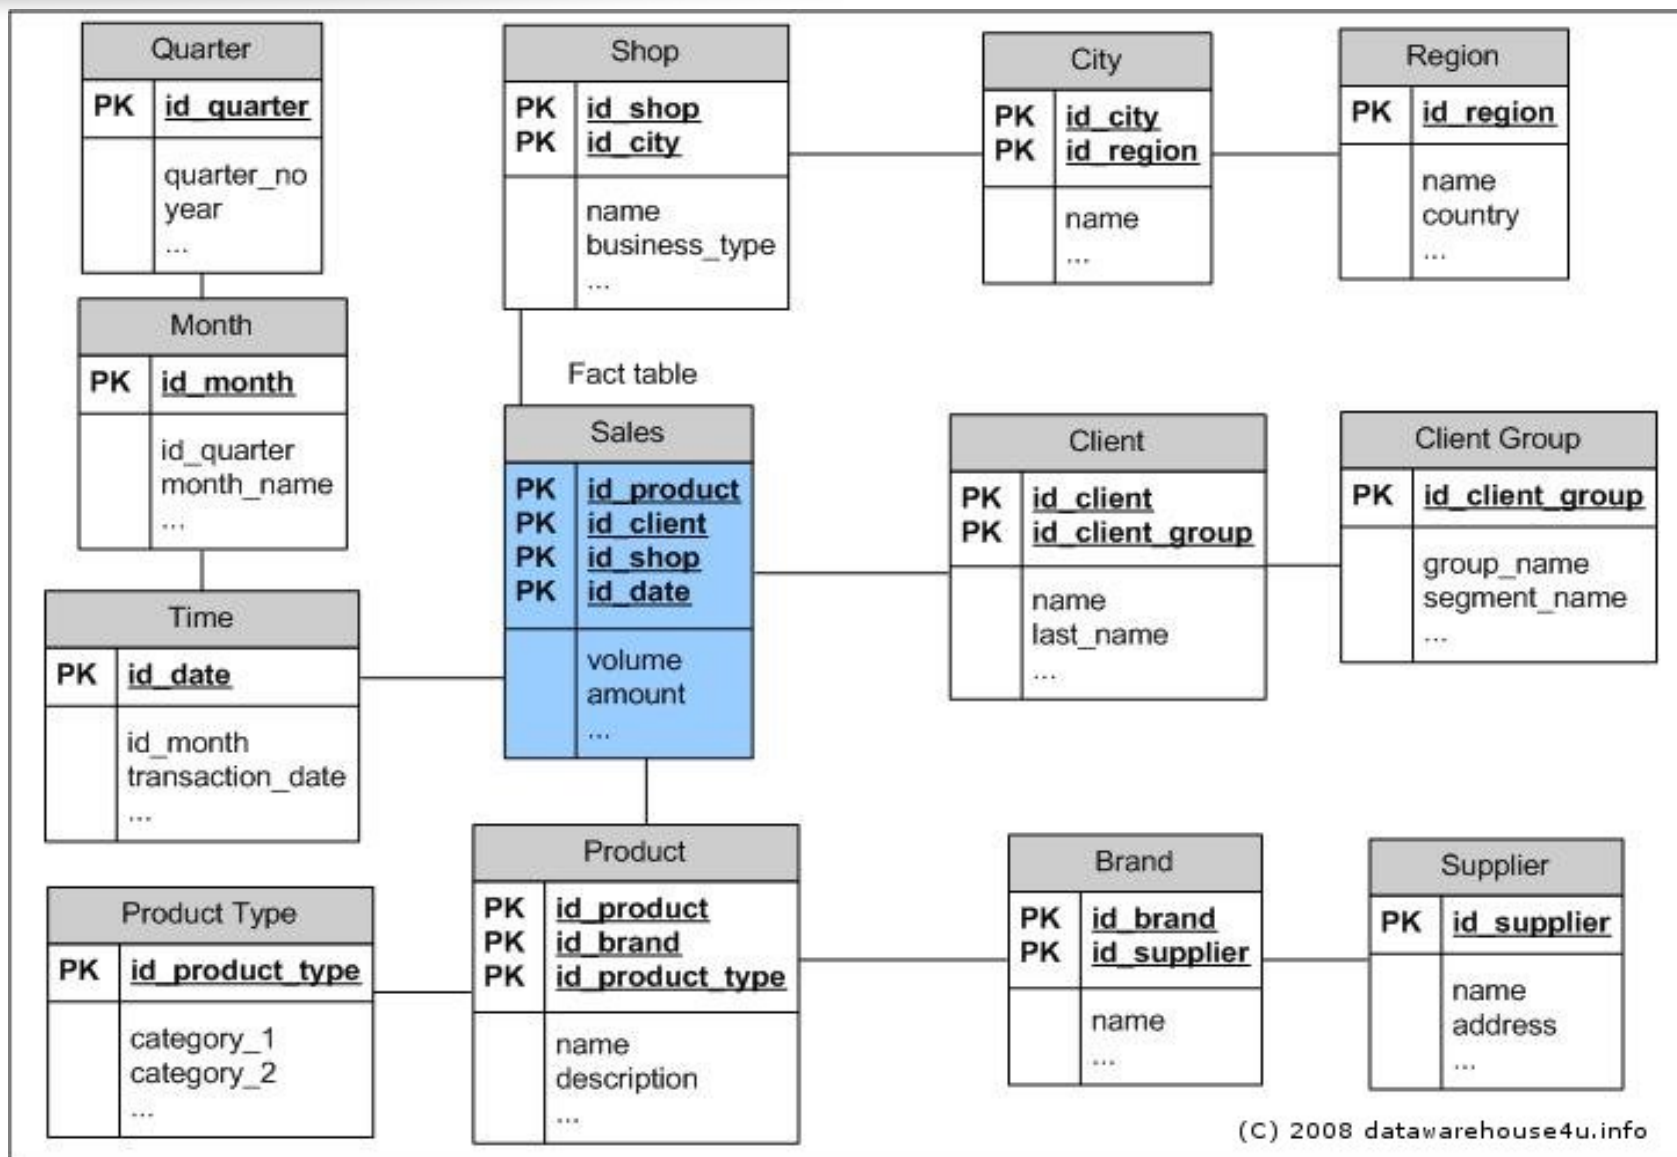 Quarter
PK id_quarter
quarter_no
year
...
Shop
PK id_shop
PK id_city
name
business_type
...
City
PK id_city
PK id_region
name
...
Region
PK id_region
name
country
...
Month
PK id_month
id_quarter
month_name
...
Fact table
Sales
PK id_product
PK id_client
PK id_shop
PK id_date
volume
amount
...
Client
PK id_client
PK id_client_group
name
last_name
...
Client Group
PK id_client_group
group_name
segment_name
...
Time
PK id_date
id_month
transaction_date
...
Product Type
PK id_product_type
category_1
category_2
...
Product
PK id_product
PK id_brand
PK id_product_type
name
description
...
Brand
PK id_brand
PK id_supplier
name
...
Supplier
PK id_supplier
name
address
...
(C) 2008 datawarehouse4u.info